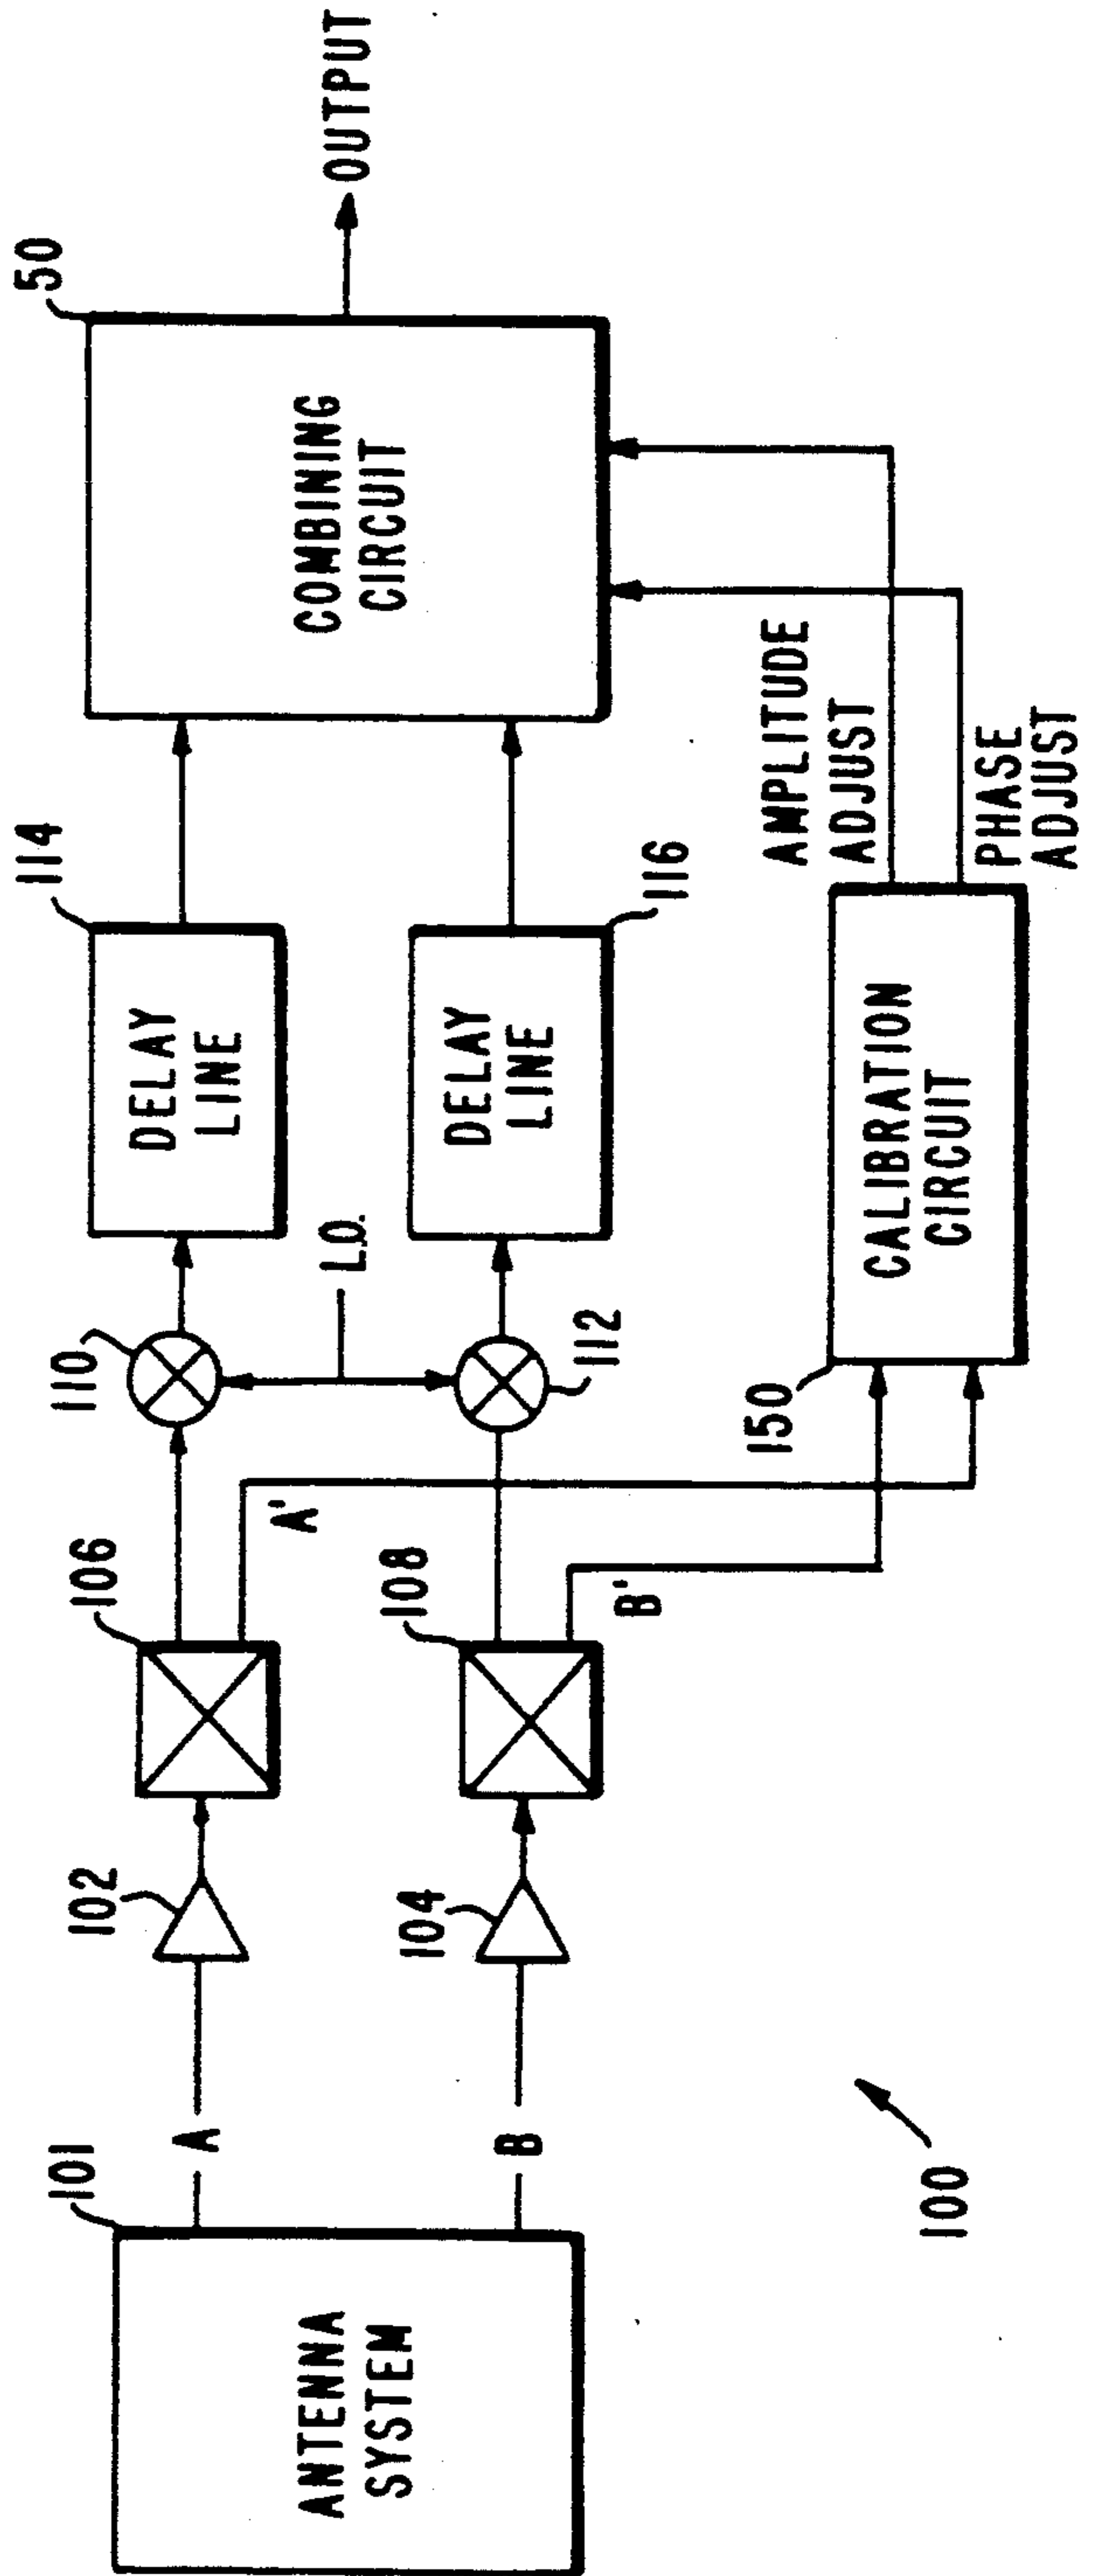 101
ANTENNA
SYSTEM
A
B
102
104
106
108
A'
B'
110
112
L.O.
114
DELAY
LINE
DELAY
LINE
116
150
CALIBRATION
CIRCUIT
AMPLITUDE
ADJUST
PHASE
ADJUST
50
COMBINING
CIRCUIT
OUTPUT
100